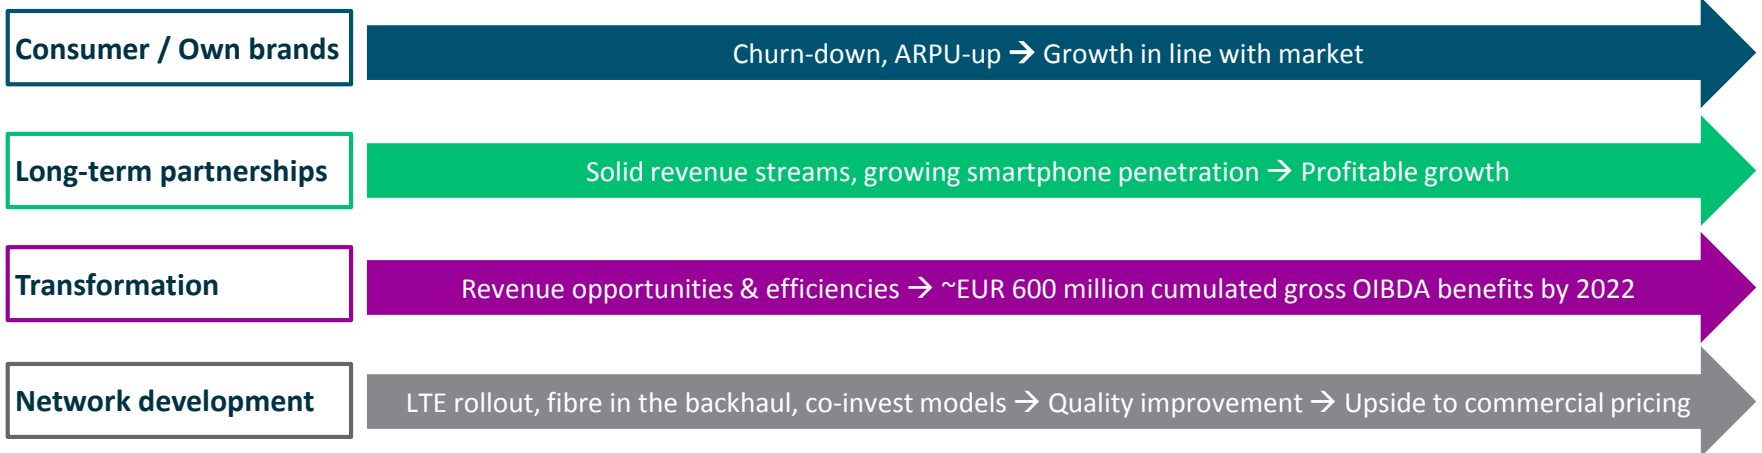 Consumer / Own brands
Churn-down, ARPU-up → Growth in line with market
Long-term partnerships
Solid revenue streams, growing smartphone penetration → Profitable growth
Transformation
Revenue opportunities & efficiencies → ~EUR 600 million cumulated gross OIBDA benefits by 2022
Network development
LTE rollout, fibre in the backhaul, co-invest models → Quality improvement → Upside to commercial pricing